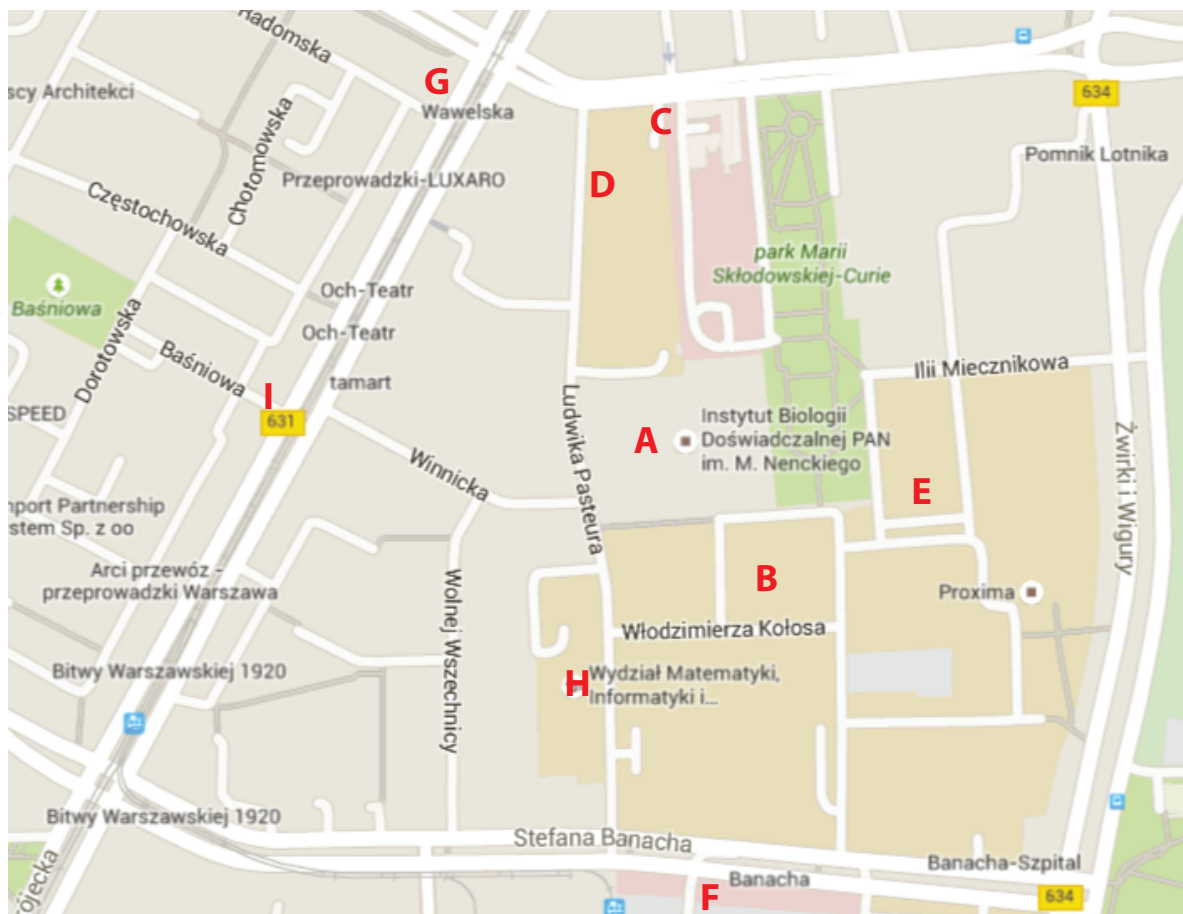 Radomska
G
Wawelska
scy Architekci
634
C
Pomnik Lotnika
Chotomowska
Przeprowadzki-LUXARO
D
Częstochowska
park Marii
Skłodowskiej-Curie
Och-Teatr
Baśniowa
Och-Teatr
Dorotowska
Baśniowa
Ilii Miecznikowa
tamart
I
631
SPEED
Ludwika Pasteura
A
Instytut Biologii
Doświadczalnej PAN
im. M. Nenckiego
Winnicka
E
Żwirki i Wigury
nport Partnership
stem Sp. z oo
Arci przewóz -
przeprowadzki Warszawa
B
Proxima
Wolnej Wszechnicy
Włodzimierza Kołosa
Bitwy Warszawskiej 1920
H
Wydział Matematyki,
Informatyki i...
Bitwy Warszawskiej 1920
Stefana Banacha
Banacha-Szpital
Banacha
F
634
ójecka